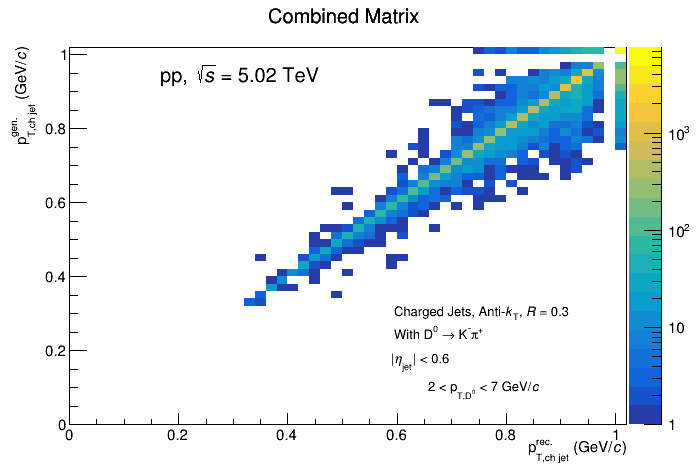 Combined Matrix
p^gen._T,ch jet (GeV/c)
1
0.8
0.6
0.4
0.2
0
pp, √s = 5.02 TeV
Charged Jets, Anti-k_T, R = 0.3
With D^0 → K^-π^+
|η_jet| < 0.6
2 < p_T,D^0 < 7 GeV/c
10^3
10^2
10
1
0 0.2 0.4 0.6 0.8 1
p^rec._T,ch jet (GeV/c)